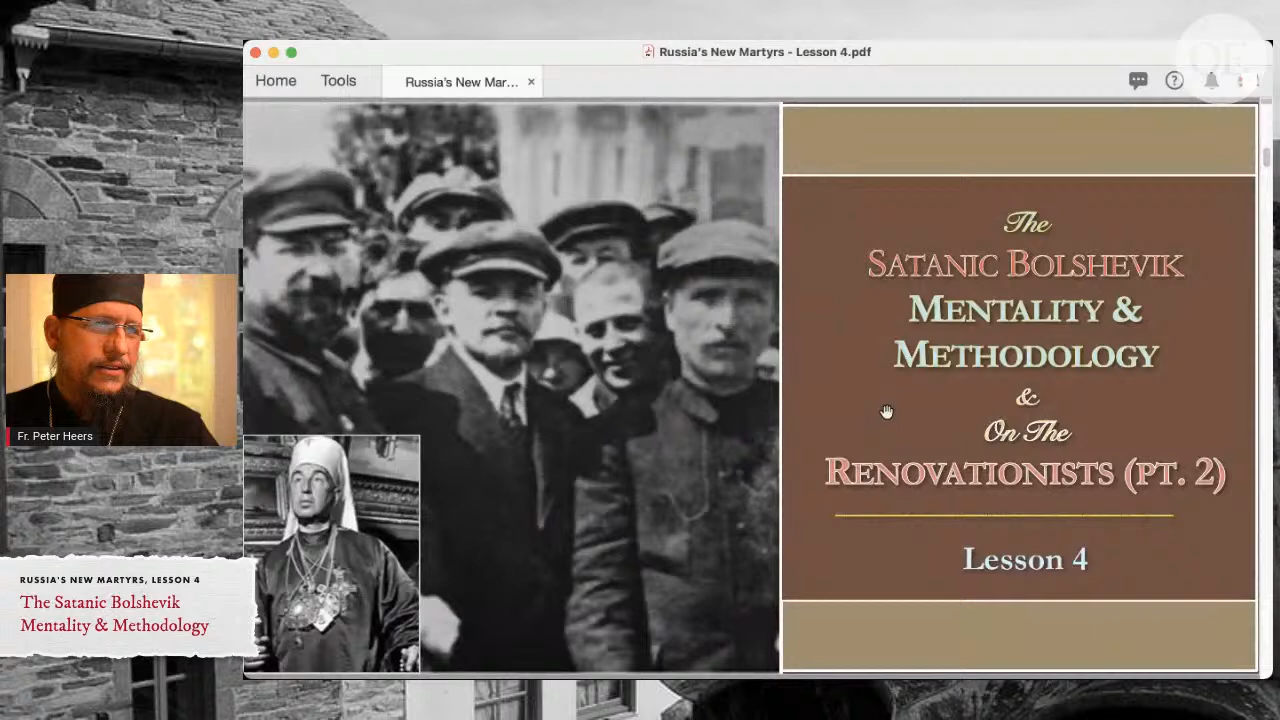 Russia's New Martyrs - Lesson 4.pdf
OE
Home Tools Russia's New Mar... ×
The
SATANIC BOLSHEVIK
MENTALITY &
METHODOLOGY
&
On The
RENOVATIONISTS (PT. 2)
Lesson 4
Fr. Peter Heers
RUSSIA'S NEW MARTYRS, LESSON 4
The Satanic Bolshevik
Mentality & Methodology